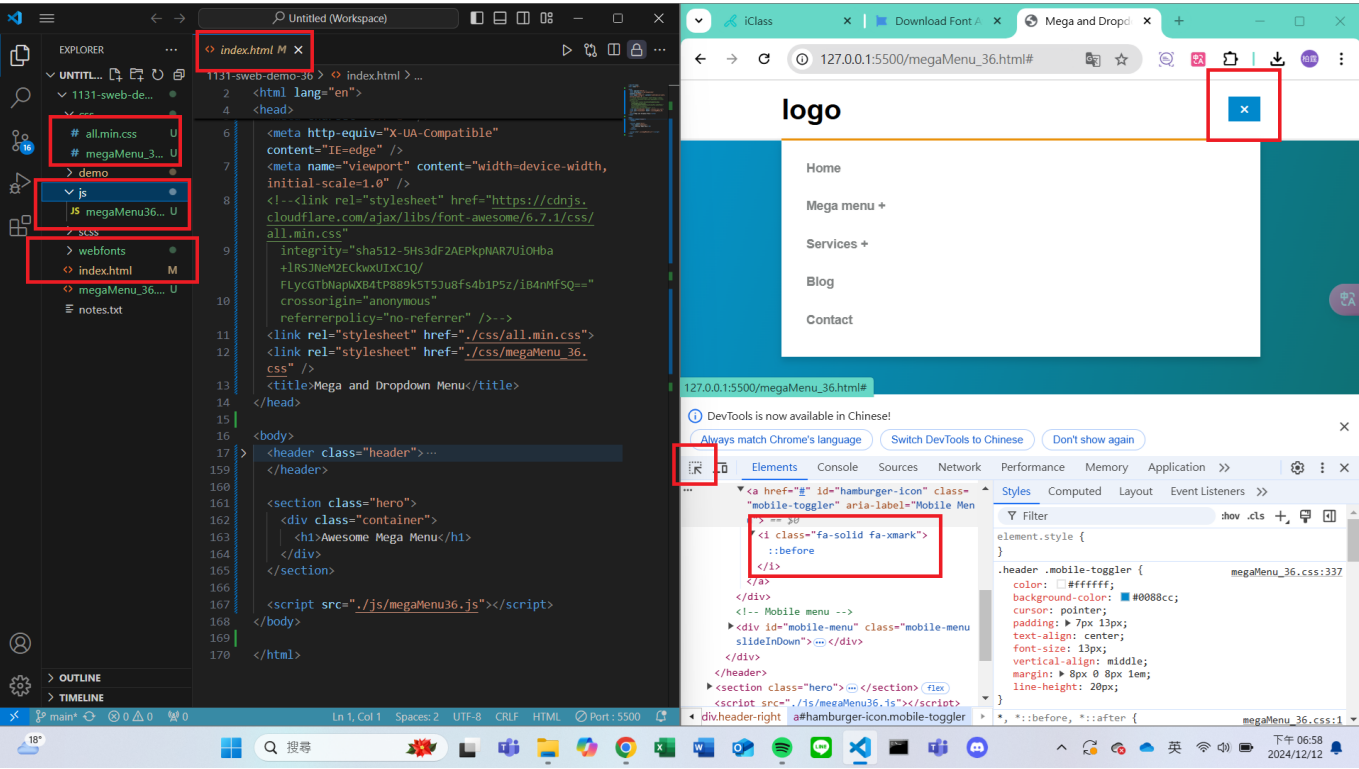 Untitled (Workspace)
EXPLORER
UNTITL...
1131-sweb-de...
css
# all.min.css U
# megaMenu_3... U
demo
js
JS megaMenu36... U
scss
webfonts
<> index.html M
<> megaMenu_36.... U
notes.txt
OUTLINE
TIMELINE
<> index.html M
1131-sweb-demo-36 > <> index.html > ...
2 <html lang="en">
4 <head>
6 <meta http-equiv="X-UA-Compatible"
content="IE=edge" />
7 <meta name="viewport" content="width=device-width,
initial-scale=1.0" />
8 <!--<link rel="stylesheet" href="https://cdnjs.
cloudflare.com/ajax/libs/font-awesome/6.7.1/css/
all.min.css"
9 integrity="sha512-5Hs3dF2AEPkpNAR7UiOHba
+lRSJNeM2ECkwxUIxC1Q/
FLycGTbNapWXB4tP889k5T5Ju8fs4b1P5z/iB4nMfSQ=="
10 crossorigin="anonymous"
referrerpolicy="no-referrer" />-->
11 <link rel="stylesheet" href="./css/all.min.css">
12 <link rel="stylesheet" href="./css/megaMenu_36.
css" />
13 <title>Mega and Dropdown Menu</title>
14 </head>
15
16 <body>
17 <header class="header">...
159 </header>
160
161 <section class="hero">
162 <div class="container">
163 <h1>Awesome Mega Menu</h1>
164 </div>
165 </section>
166
167 <script src="./js/megaMenu36.js"></script>
168 </body>
169
170 </html>
16
main* 0 0 0 Ln 1, Col 1 Spaces: 2 UTF-8 CRLF HTML Port : 5500
iClass
Download Font A
Mega and Dropd
127.0.0.1:5500/megaMenu_36.html#
logo
Home
Mega menu +
Services +
Blog
Contact
127.0.0.1:5500/megaMenu_36.html#
DevTools is now available in Chinese!
Always match Chrome's language Switch DevTools to Chinese Don't show again
Elements Console Sources Network Performance Memory Application
<a href="#" id="hamburger-icon" class=
"mobile-toggler" aria-label="Mobile Men
"> == $0
<i class="fa-solid fa-xmark">
::before
</i>
</a>
</div>
<!-- Mobile menu -->
<div id="mobile-menu" class="mobile-menu
slideInDown">...</div>
</div>
</header>
<section class="hero">...</section> flex
<script src="./js/megaMenu36.js"></script>
div.header-right a#hamburger-icon.mobile-toggler
Styles Computed Layout Event Listeners
Filter :hov .cls
element.style {
}
.header .mobile-toggler { megaMenu_36.css:337
color: #ffffff;
background-color: #0088cc;
cursor: pointer;
padding: 7px 13px;
text-align: center;
font-size: 13px;
vertical-align: middle;
margin: 8px 0 8px 1em;
line-height: 20px;
}
*, *::before, *::after { megaMenu_36.css:1
18°
搜尋
英
下午 06:58
2024/12/12